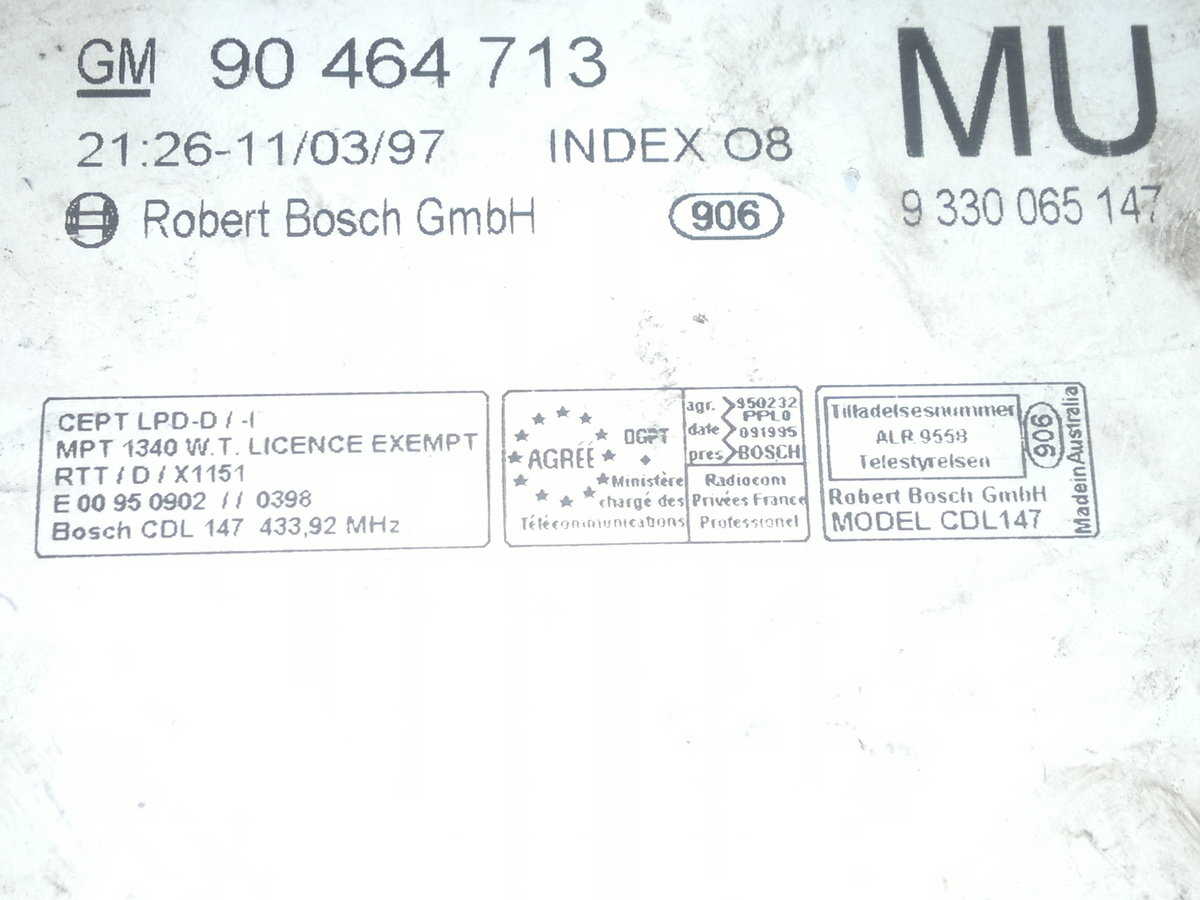 GM 90 464 713 MU
21:26-11/03/97 INDEX 08
Robert Bosch GmbH 906 9 330 065 147
CEPT LPD-D / -I
MPT 1340 W.T. LICENCE EXEMPT
RTT / D / X1151
E 00 95 0902 // 0398
Bosch CDL 147 433,92 MHz
AGRÉÉ
DGPT
Ministère
chargé des
Télécommunications
agr. 950232
PPL0
date 091995
pres BOSCH
Radiocom
Privées France
Professionel
Tilladelsesnummer
ALR 9558
Telestyrelsen
906
Robert Bosch GmbH
MODEL CDL147
Made in Australia